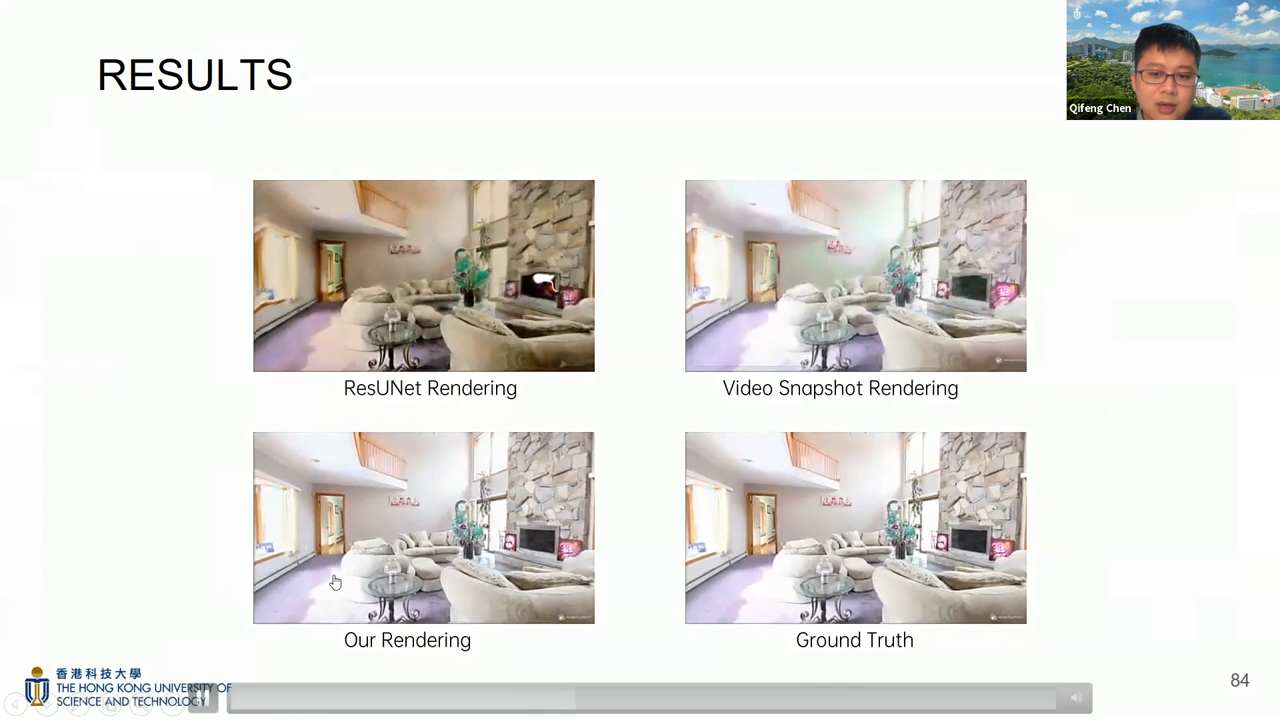 RESULTS
Qifeng Chen
ResUNet Rendering
Video Snapshot Rendering
Our Rendering
Ground Truth
香港科技大學
THE HONG KONG UNIVERSITY OF
SCIENCE AND TECHNOLOGY
84